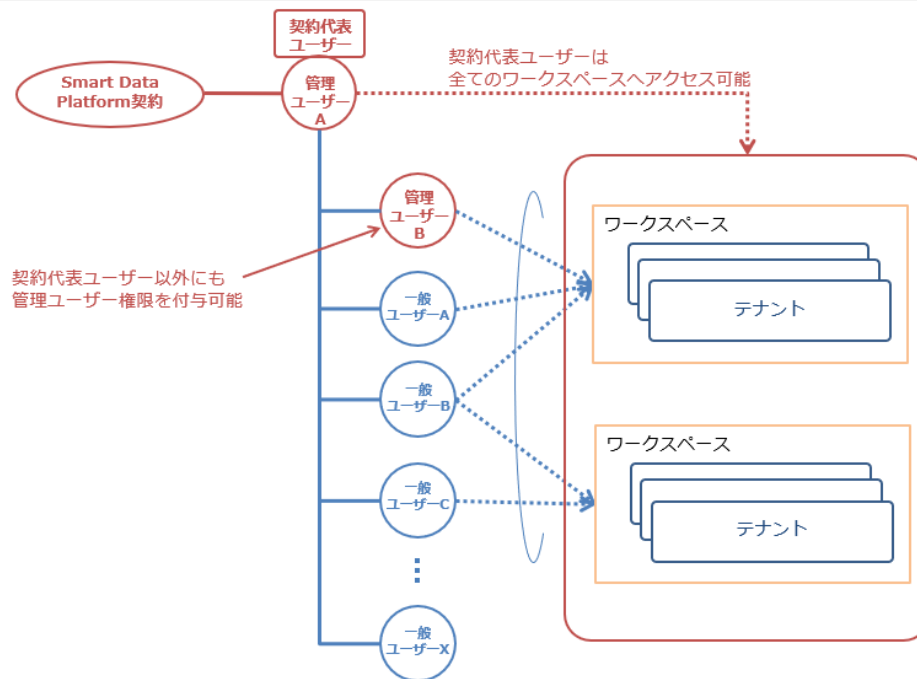 契約代表
ユーザー
Smart Data
Platform契約
管理
ユーザー
A
契約代表ユーザーは
全てのワークスペースへアクセス可能
管理
ユーザー
B
契約代表ユーザー以外にも
管理ユーザー権限を付与可能
一般
ユーザーA
一般
ユーザーB
一般
ユーザーC
⋮
一般
ユーザーX
ワークスペース
テナント
ワークスペース
テナント